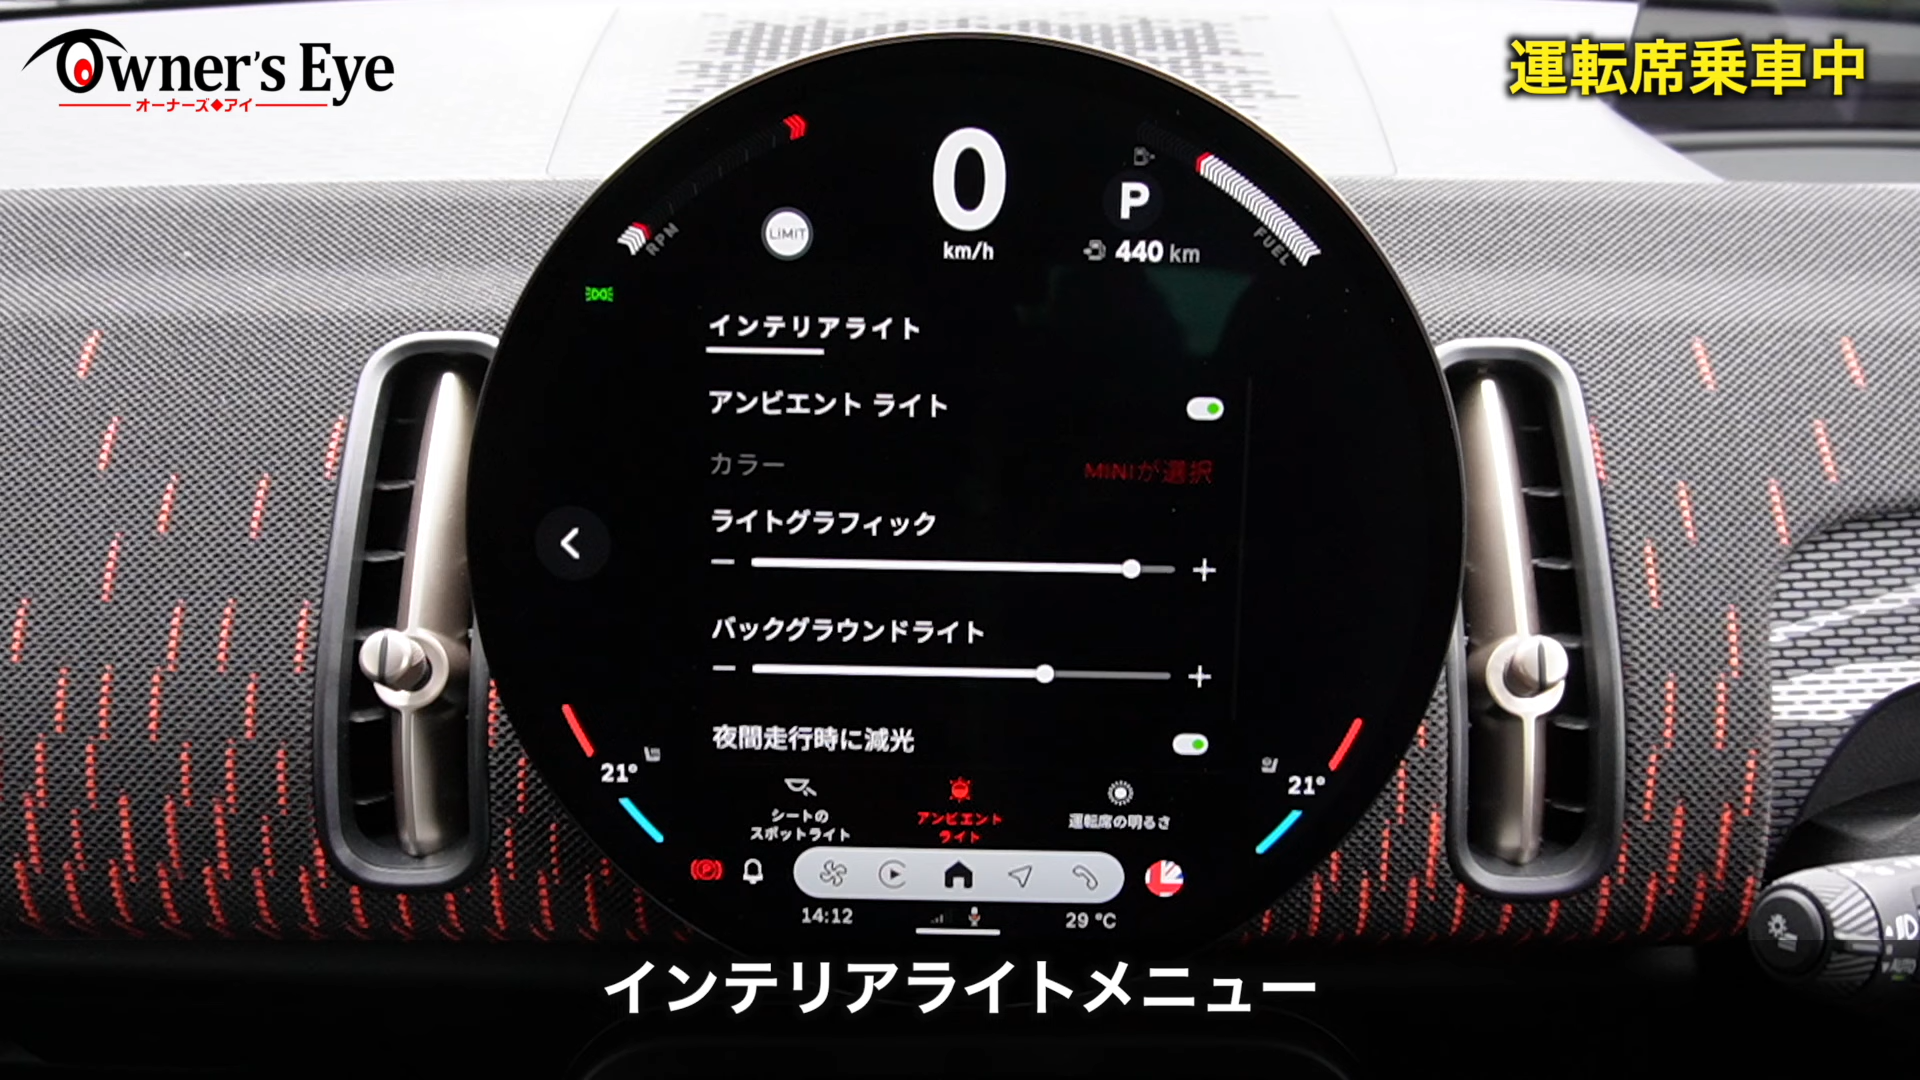 Owner's Eye
オーナーズ◆アイ
運転席乗車中
0
km/h
LIMIT
RPM
P
440 km
FUEL
インテリアライト
アンビエント ライト
カラー
MINIが選択
ライトグラフィック
バックグラウンドライト
夜間走行時に減光
21°
21°
シートの
スポットライト
アンビエント
ライト
運転席の明るさ
14:12
29 °C
AUTO
インテリアライトメニュー